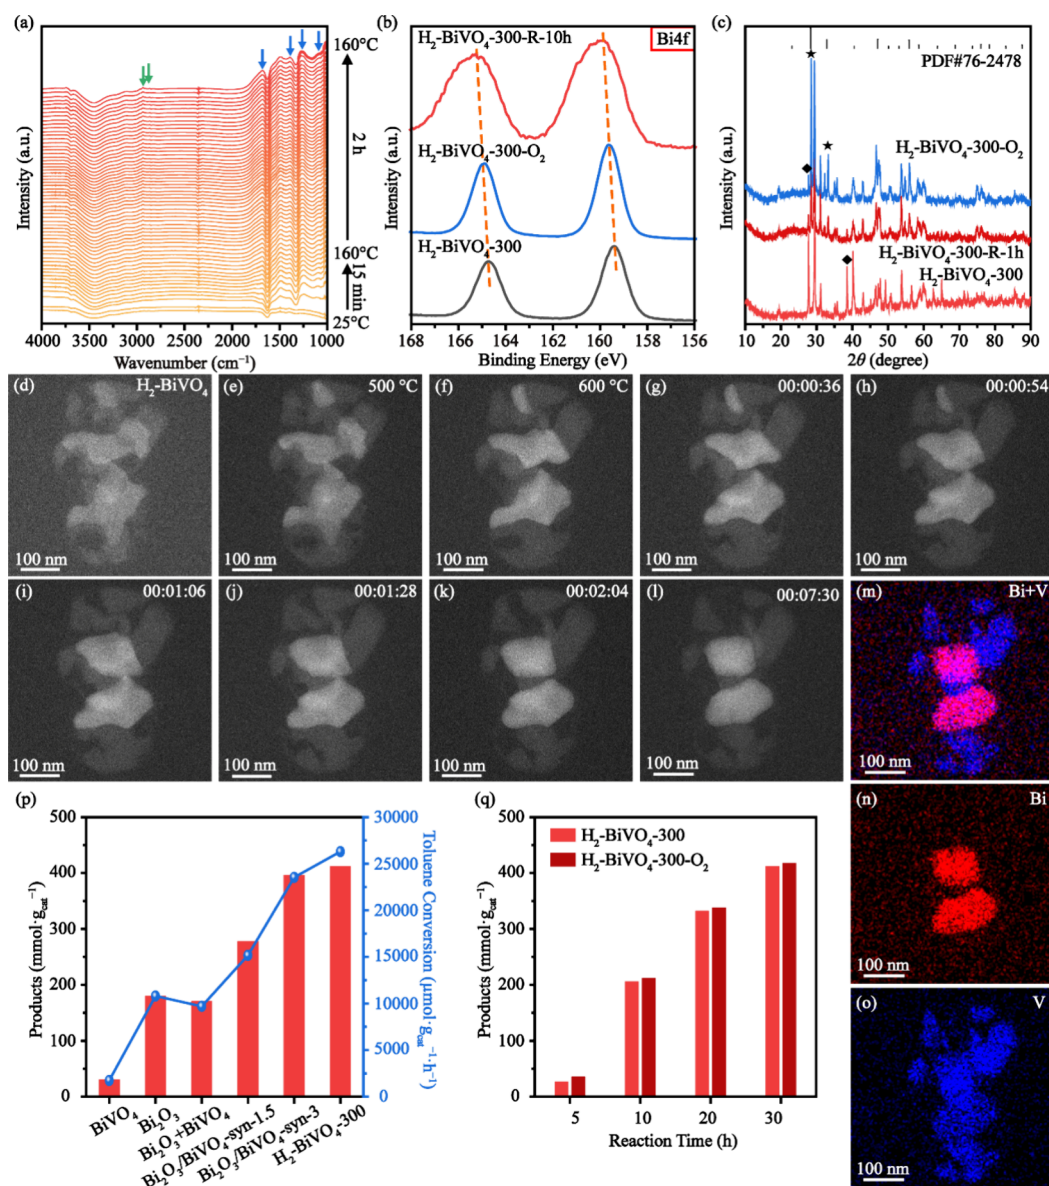 (a)
160°C
2 h
160°C
15 min
25°C
Intensity (a.u.)
4000 3500 3000 2500 2000 1500 1000
Wavenumber (cm⁻¹)
(b)
H₂-BiVO₄-300-R-10h
Bi4f
H₂-BiVO₄-300-O₂
H₂-BiVO₄-300
Intensity (a.u.)
168 166 164 162 160 158 156
Binding Energy (eV)
(c)
PDF#76-2478
★
★
H₂-BiVO₄-300-O₂
◆
H₂-BiVO₄-300-R-1h
◆
H₂-BiVO₄-300
Intensity (a.u.)
10 20 30 40 50 60 70 80 90
2θ (degree)
(d) H₂-BiVO₄
100 nm
(e) 500 °C
100 nm
(f) 600 °C
100 nm
(g) 00:00:36
100 nm
(h) 00:00:54
100 nm
(i) 00:01:06
100 nm
(j) 00:01:28
100 nm
(k) 00:02:04
100 nm
(l) 00:07:30
100 nm
(m) Bi+V
100 nm
(n) Bi
100 nm
(o) V
100 nm
(p)
Products (mmol·g_cat⁻¹)
500
400
300
200
100
0
30000
25000
20000
15000
10000
5000
0
Toluene Conversion (μmol·g_cat⁻¹·h⁻¹)
BiVO₄
Bi₂O₃
Bi₂O₃+BiVO₄
Bi₂O₃/BiVO₄-syn-1.5
Bi₂O₃/BiVO₄-syn-3
H₂-BiVO₄-300
(q)
Products (mmol·g_cat⁻¹)
500
400
300
200
100
0
H₂-BiVO₄-300
H₂-BiVO₄-300-O₂
5 10 20 30
Reaction Time (h)